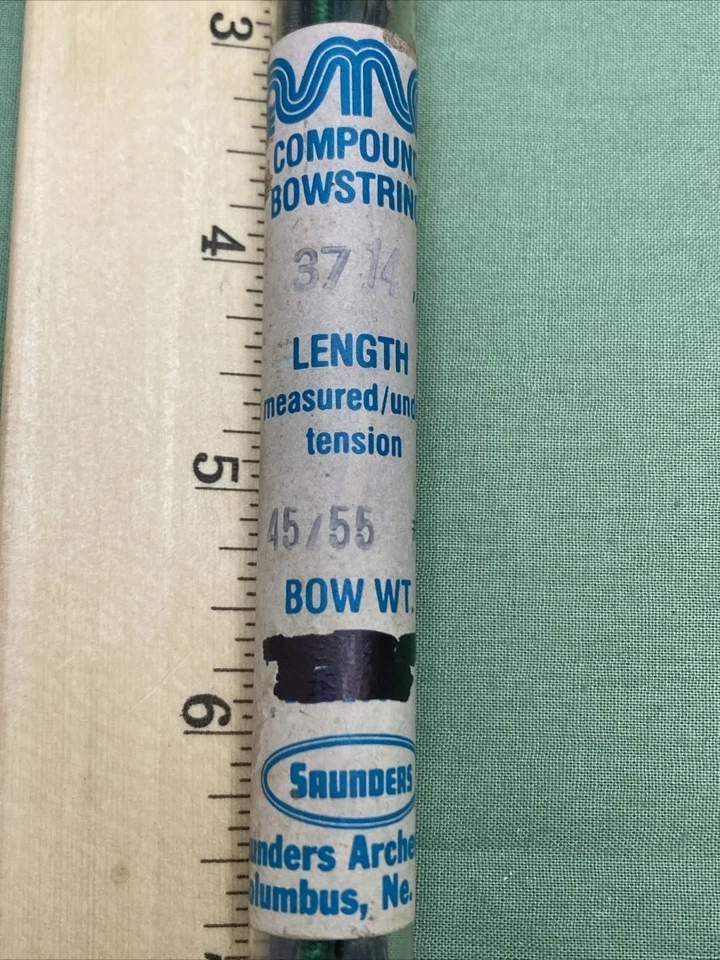 COMPOUN
BOWSTRIN
37 14
LENGTH
measured/und
tension
45/55
BOW WT.
SAUNDERS
unders Arche
olumbus, Ne.
3
4
5
6